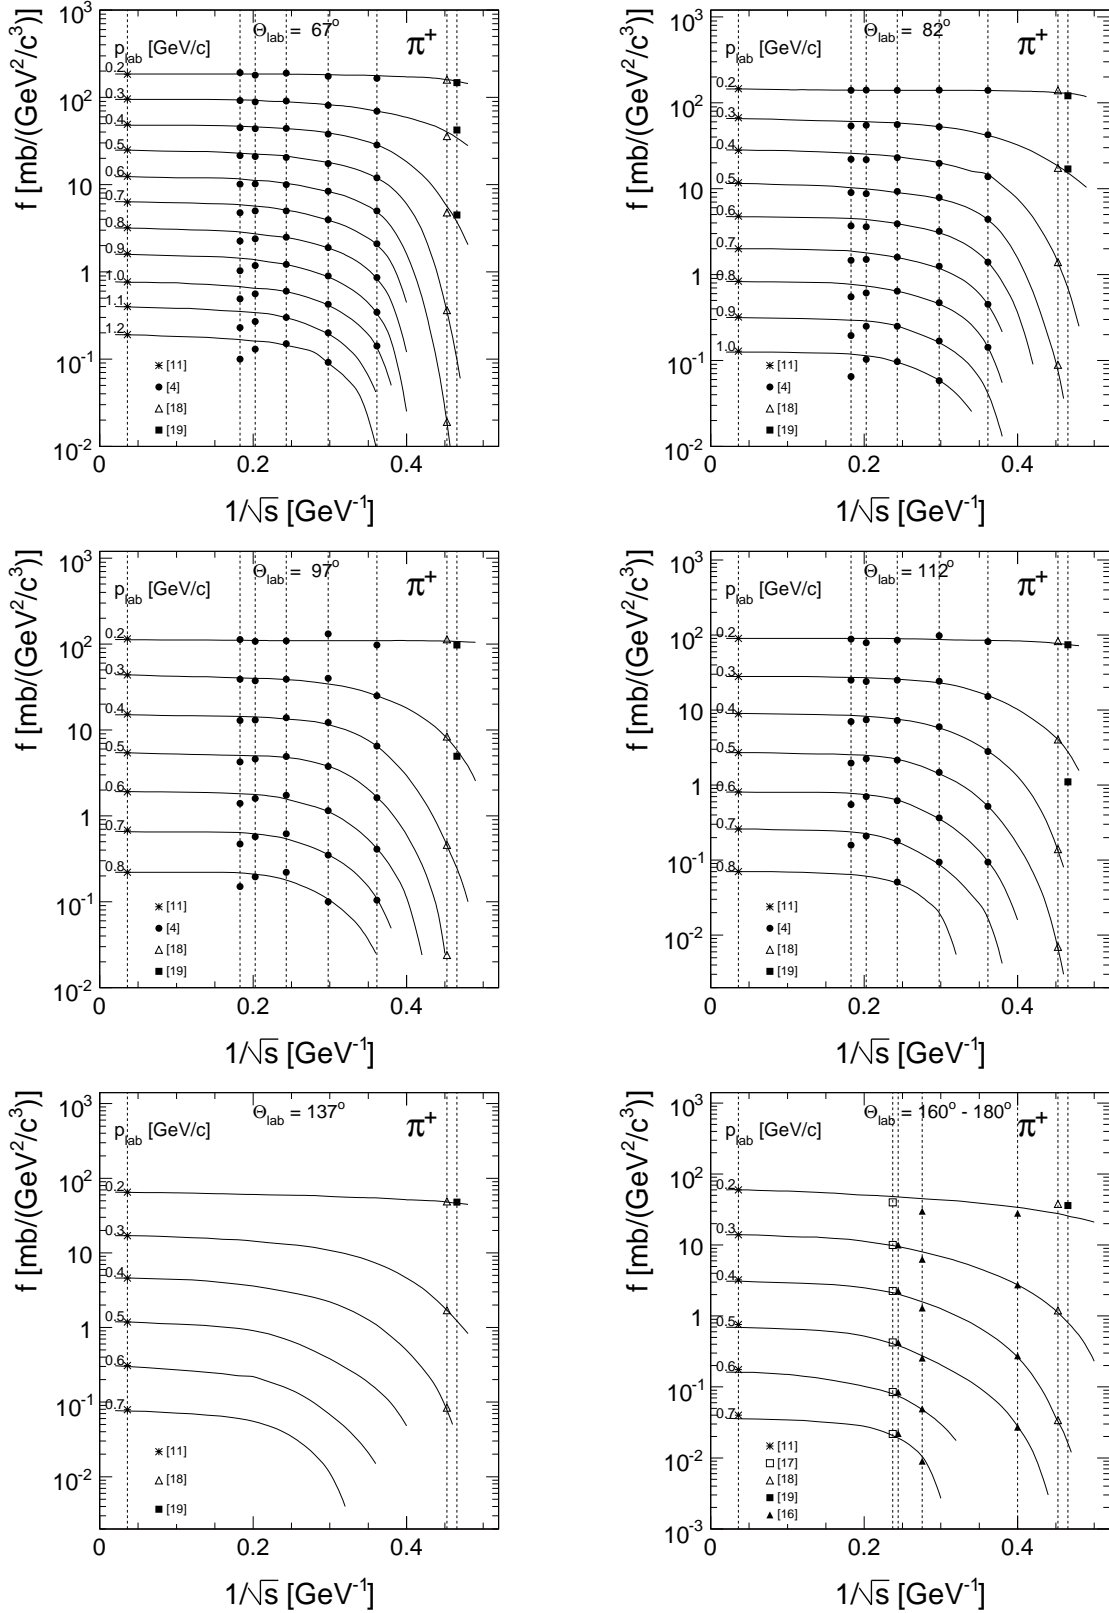 Θlab = 67°
π+
plab [GeV/c]
f [mb/(GeV²/c³)]
10³
10²
10
1
10⁻¹
10⁻²
0.2
0.3
0.4
0.5
0.6
0.7
0.8
0.9
1.0
1.1
1.2
[11]
[4]
[18]
[19]
0 0.2 0.4
1/√s [GeV⁻¹]
Θlab = 82°
π+
plab [GeV/c]
f [mb/(GeV²/c³)]
10³
10²
10
1
10⁻¹
10⁻²
0.2
0.3
0.4
0.5
0.6
0.7
0.8
0.9
1.0
[11]
[4]
[18]
[19]
0 0.2 0.4
1/√s [GeV⁻¹]
Θlab = 97°
π+
plab [GeV/c]
f [mb/(GeV²/c³)]
10³
10²
10
1
10⁻¹
10⁻²
0.2
0.3
0.4
0.5
0.6
0.7
0.8
[11]
[4]
[18]
[19]
0 0.2 0.4
1/√s [GeV⁻¹]
Θlab = 112°
π+
plab [GeV/c]
f [mb/(GeV²/c³)]
10³
10²
10
1
10⁻¹
10⁻²
0.2
0.3
0.4
0.5
0.6
0.7
0.8
[11]
[4]
[18]
[19]
0 0.2 0.4
1/√s [GeV⁻¹]
Θlab = 137°
π+
plab [GeV/c]
f [mb/(GeV²/c³)]
10³
10²
10
1
10⁻¹
10⁻²
0.2
0.3
0.4
0.5
0.6
0.7
[11]
[18]
[19]
0 0.2 0.4
1/√s [GeV⁻¹]
Θlab = 160° - 180°
π+
plab [GeV/c]
f [mb/(GeV²/c³)]
10³
10²
10
1
10⁻¹
10⁻²
10⁻³
0.2
0.3
0.4
0.5
0.6
0.7
[11]
[17]
[18]
[19]
[16]
0 0.2 0.4
1/√s [GeV⁻¹]